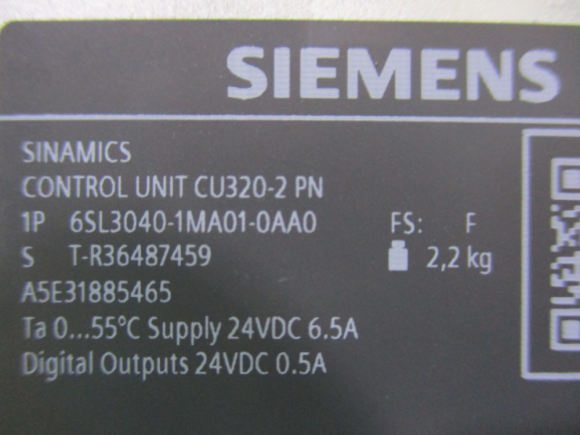 SIEMENS
SINAMICS
CONTROL UNIT CU320-2 PN
1P 6SL3040-1MA01-0AA0 FS: F
S T-R36487459 2,2 kg
A5E31885465
Ta 0...55°C Supply 24VDC 6.5A
Digital Outputs 24VDC 0.5A